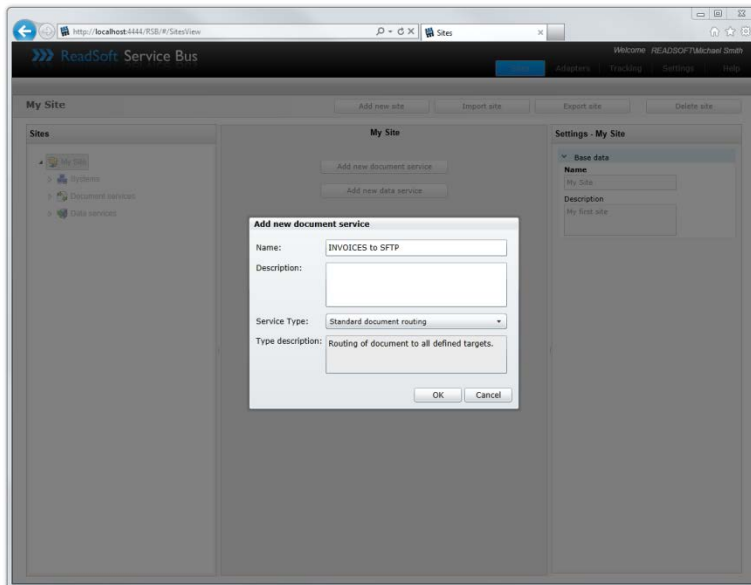 http://localhost:4444/RSB/#/SitesView
Sites
ReadSoft Service Bus
Welcome READSOFT\Michael Smith
Sites
Adapters
Tracking
Settings
Help
My Site
Add new site
Import site
Export site
Delete site
Sites
My Site
Settings - My Site
My Site
Systems
Document services
Data services
Add new document service
Add new data service
Base data
Name
My Site
Description
My first site
Add new document service
Name:
INVOICES to SFTP
Description:
Service Type:
Standard document routing
Type description:
Routing of document to all defined targets.
OK
Cancel